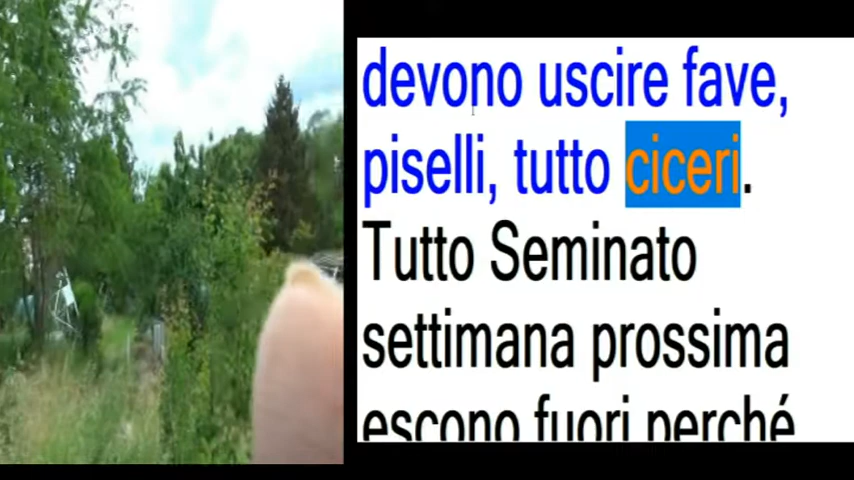 devono uscire fave,
piselli, tutto ciceri.
Tutto Seminato
settimana prossima
escono fuori perché